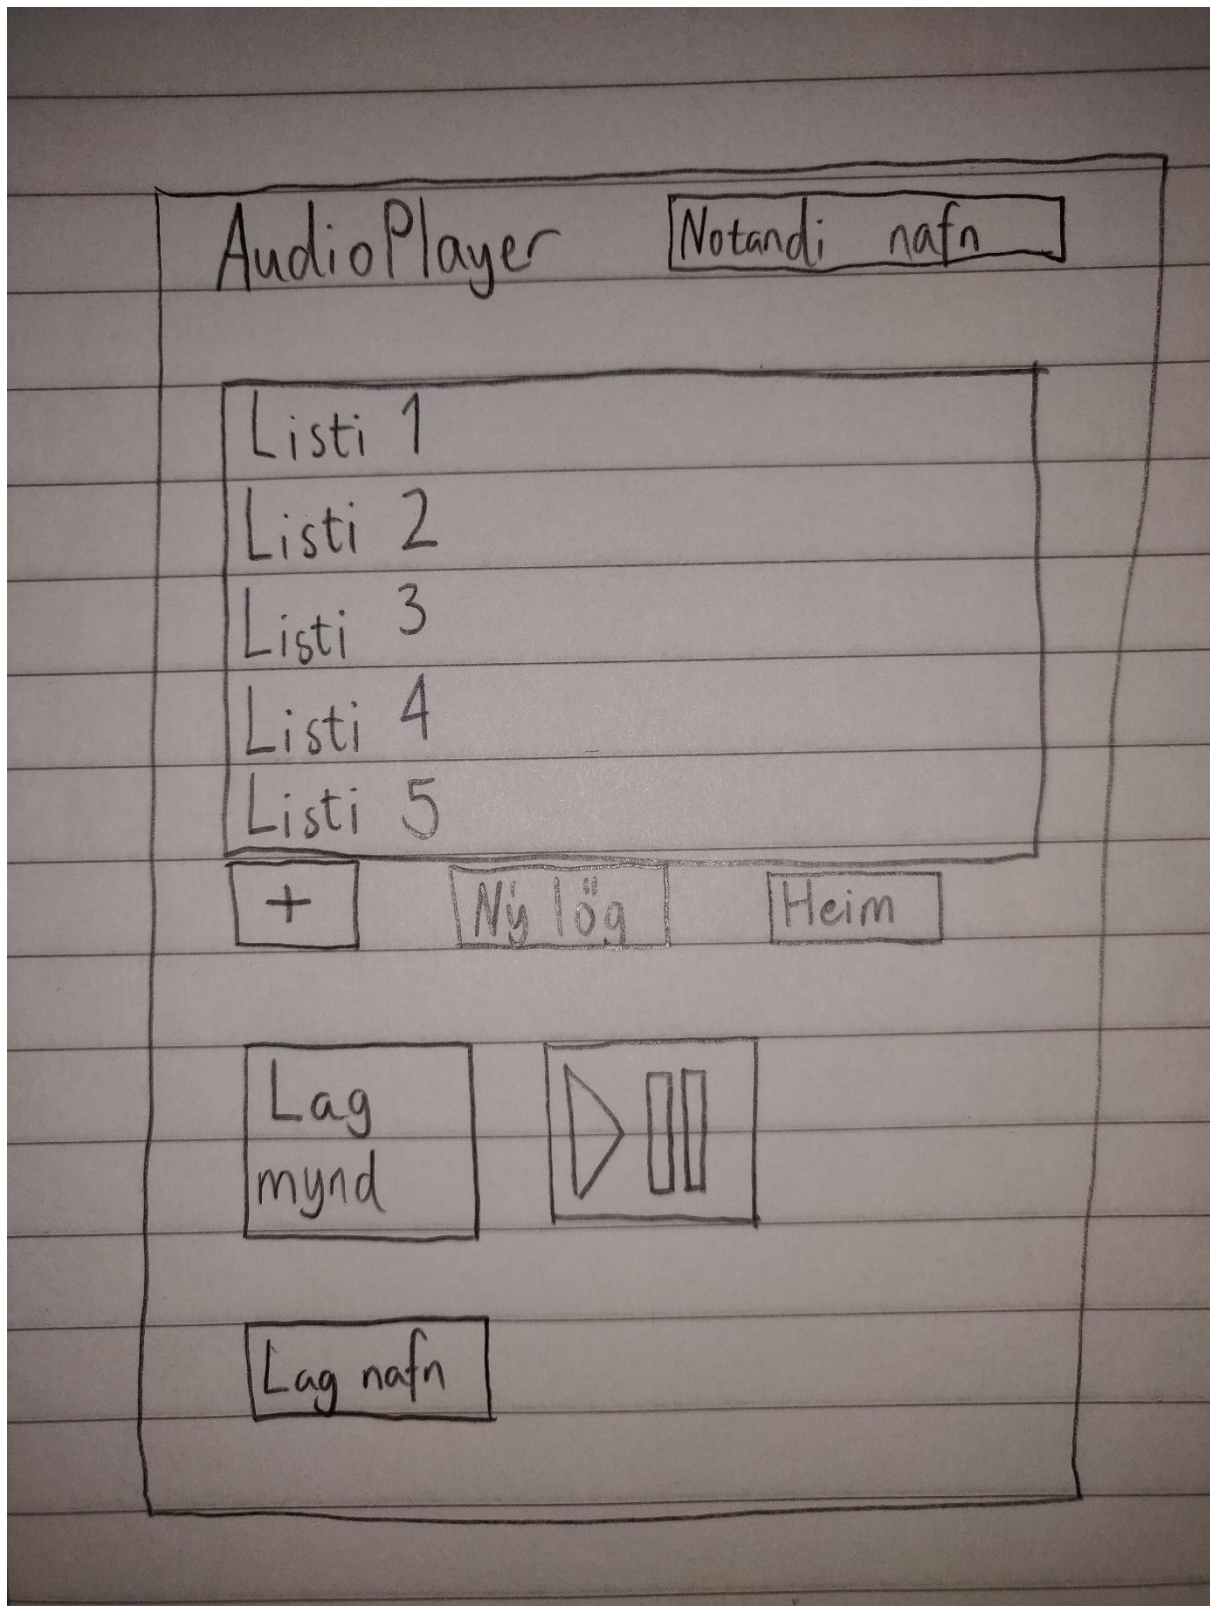 AudioPlayer
Notandi nafn
Listi 1
Listi 2
Listi 3
Listi 4
Listi 5
+
Ný lög
Heim
Lag
mynd
Lag nafn